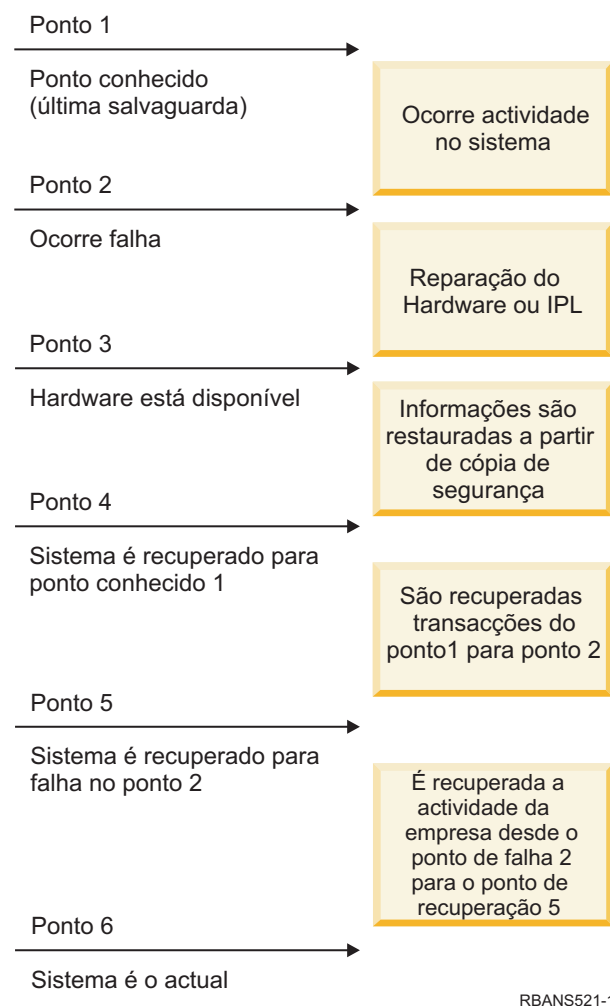 Ponto 1
Ponto conhecido
(última salvaguarda)
Ocorre actividade
no sistema
Ponto 2
Ocorre falha
Reparação do
Hardware ou IPL
Ponto 3
Hardware está disponível
Informações são
restauradas a partir
de cópia de
segurança
Ponto 4
Sistema é recuperado para
ponto conhecido 1
São recuperadas
transacções do
ponto1 para ponto 2
Ponto 5
Sistema é recuperado para
falha no ponto 2
É recuperada a
actividade da
empresa desde o
ponto de falha 2
para o ponto de
recuperação 5
Ponto 6
Sistema é o actual
RBANS521-1